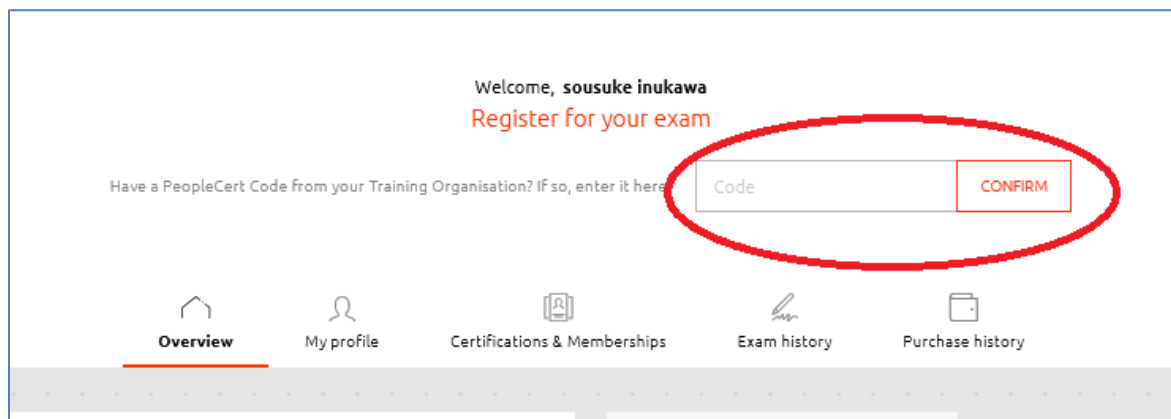 Welcome, sousuke inukawa
Register for your exam
Have a PeopleCert Code from your Training Organisation? If so, enter it here
Code
CONFIRM
Overview
My profile
Certifications & Memberships
Exam history
Purchase history